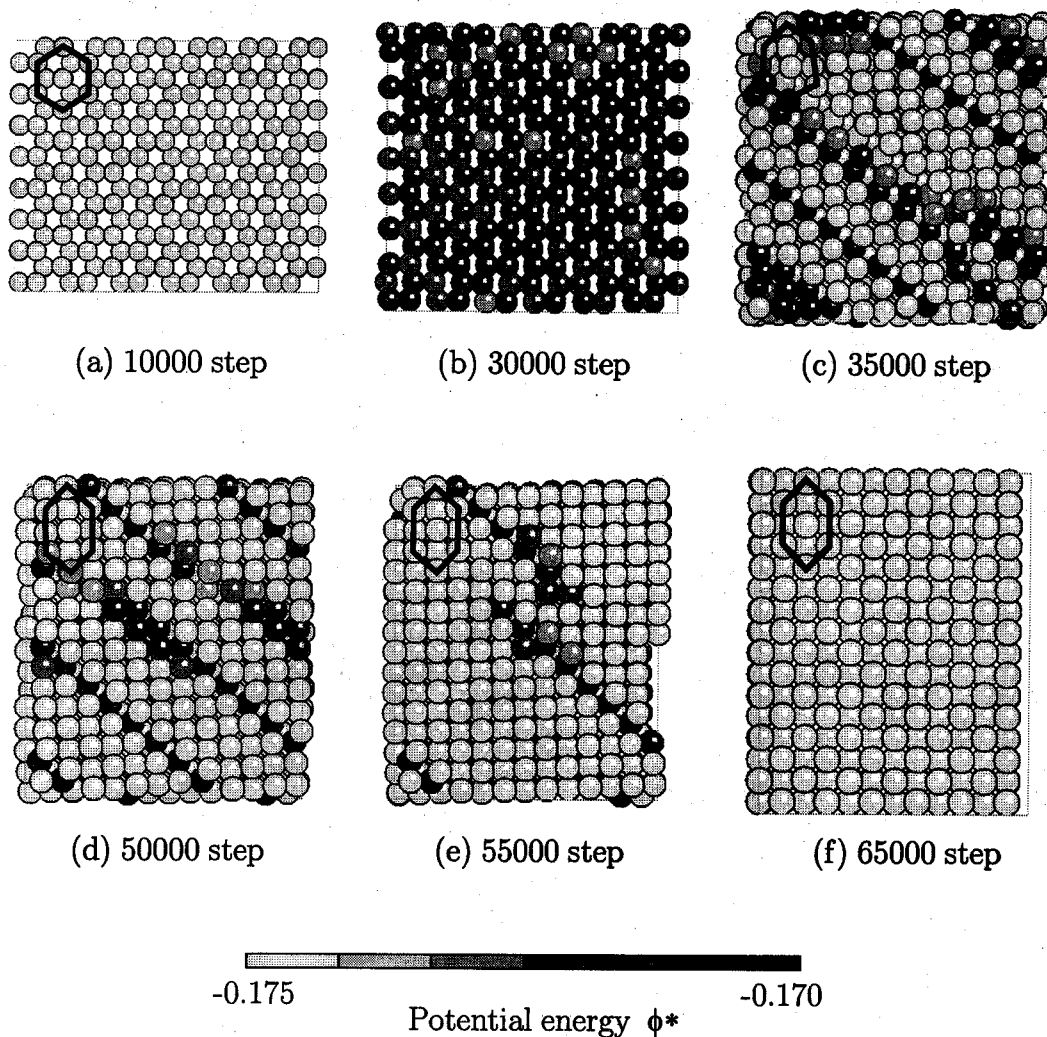 (a) 10000 step
(b) 30000 step
(c) 35000 step
(d) 50000 step
(e) 55000 step
(f) 65000 step
-0.175
-0.170
Potential energy ϕ*